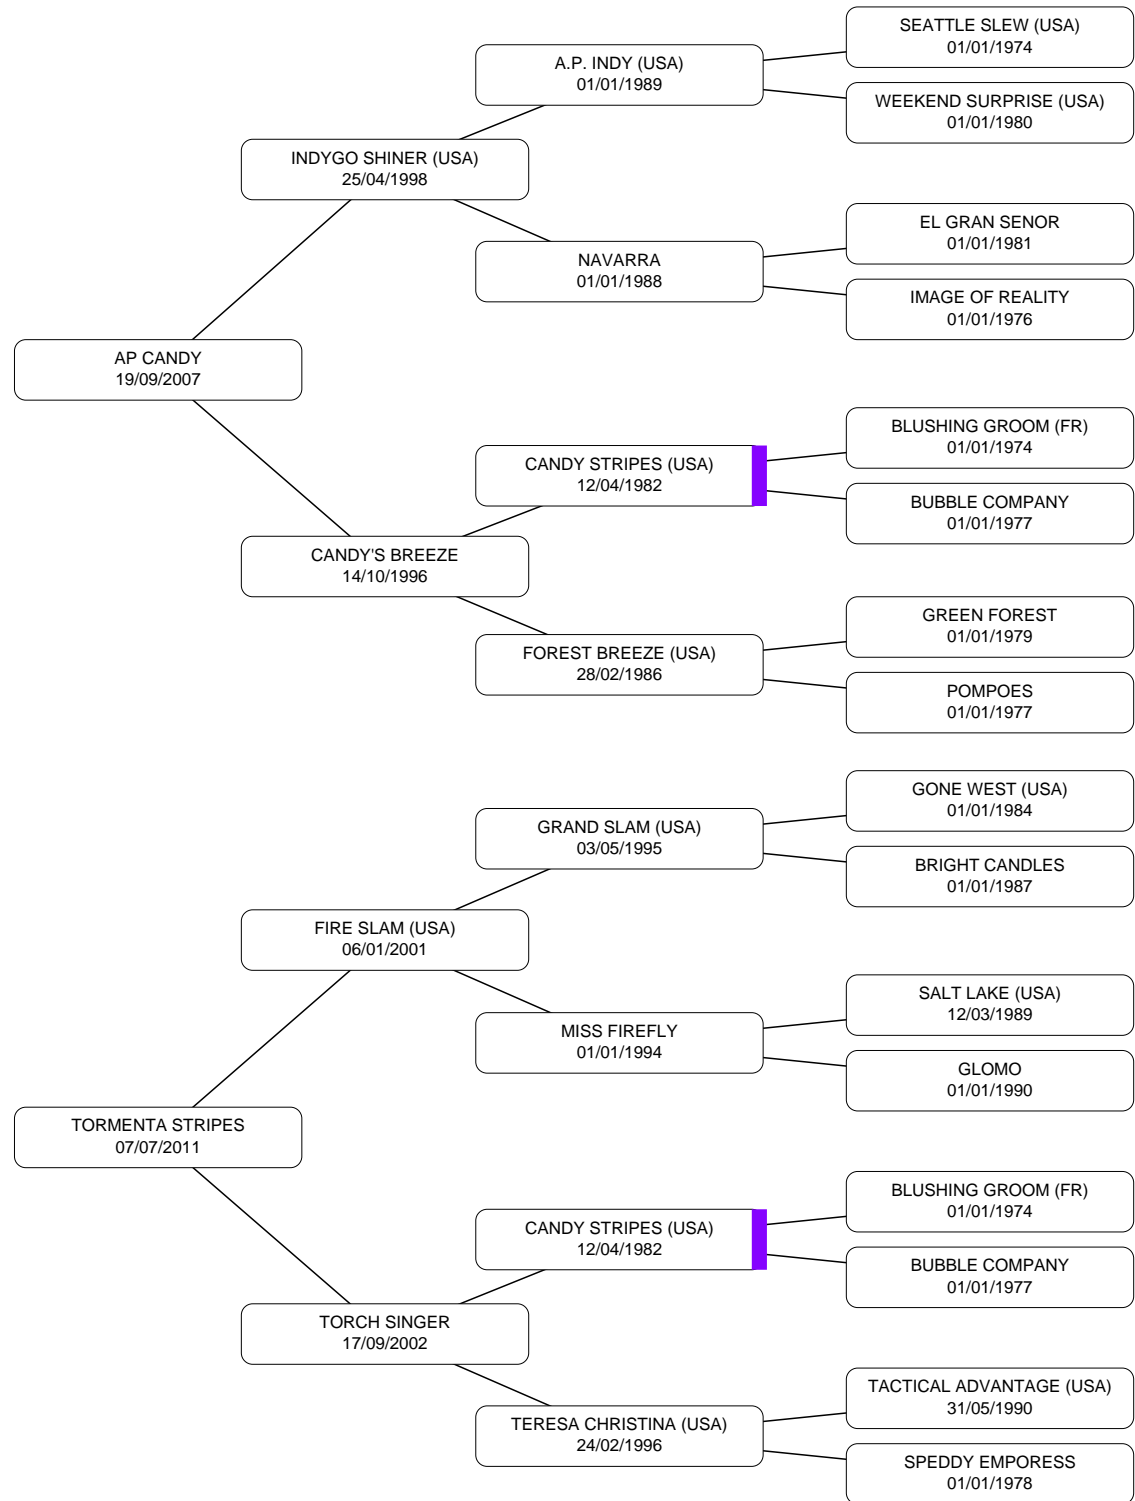 SEATTLE SLEW (USA)
01/01/1974
A.P. INDY (USA)
01/01/1989
WEEKEND SURPRISE (USA)
01/01/1980
INDYGO SHINER (USA)
25/04/1998
EL GRAN SENOR
01/01/1981
NAVARRA
01/01/1988
IMAGE OF REALITY
01/01/1976
AP CANDY
19/09/2007
BLUSHING GROOM (FR)
01/01/1974
CANDY STRIPES (USA)
12/04/1982
BUBBLE COMPANY
01/01/1977
CANDY'S BREEZE
14/10/1996
GREEN FOREST
01/01/1979
FOREST BREEZE (USA)
28/02/1986
POMPOES
01/01/1977
GONE WEST (USA)
01/01/1984
GRAND SLAM (USA)
03/05/1995
BRIGHT CANDLES
01/01/1987
FIRE SLAM (USA)
06/01/2001
SALT LAKE (USA)
12/03/1989
MISS FIREFLY
01/01/1994
GLOMO
01/01/1990
TORMENTA STRIPES
07/07/2011
BLUSHING GROOM (FR)
01/01/1974
CANDY STRIPES (USA)
12/04/1982
BUBBLE COMPANY
01/01/1977
TORCH SINGER
17/09/2002
TACTICAL ADVANTAGE (USA)
31/05/1990
TERESA CHRISTINA (USA)
24/02/1996
SPEDDY EMPORESS
01/01/1978